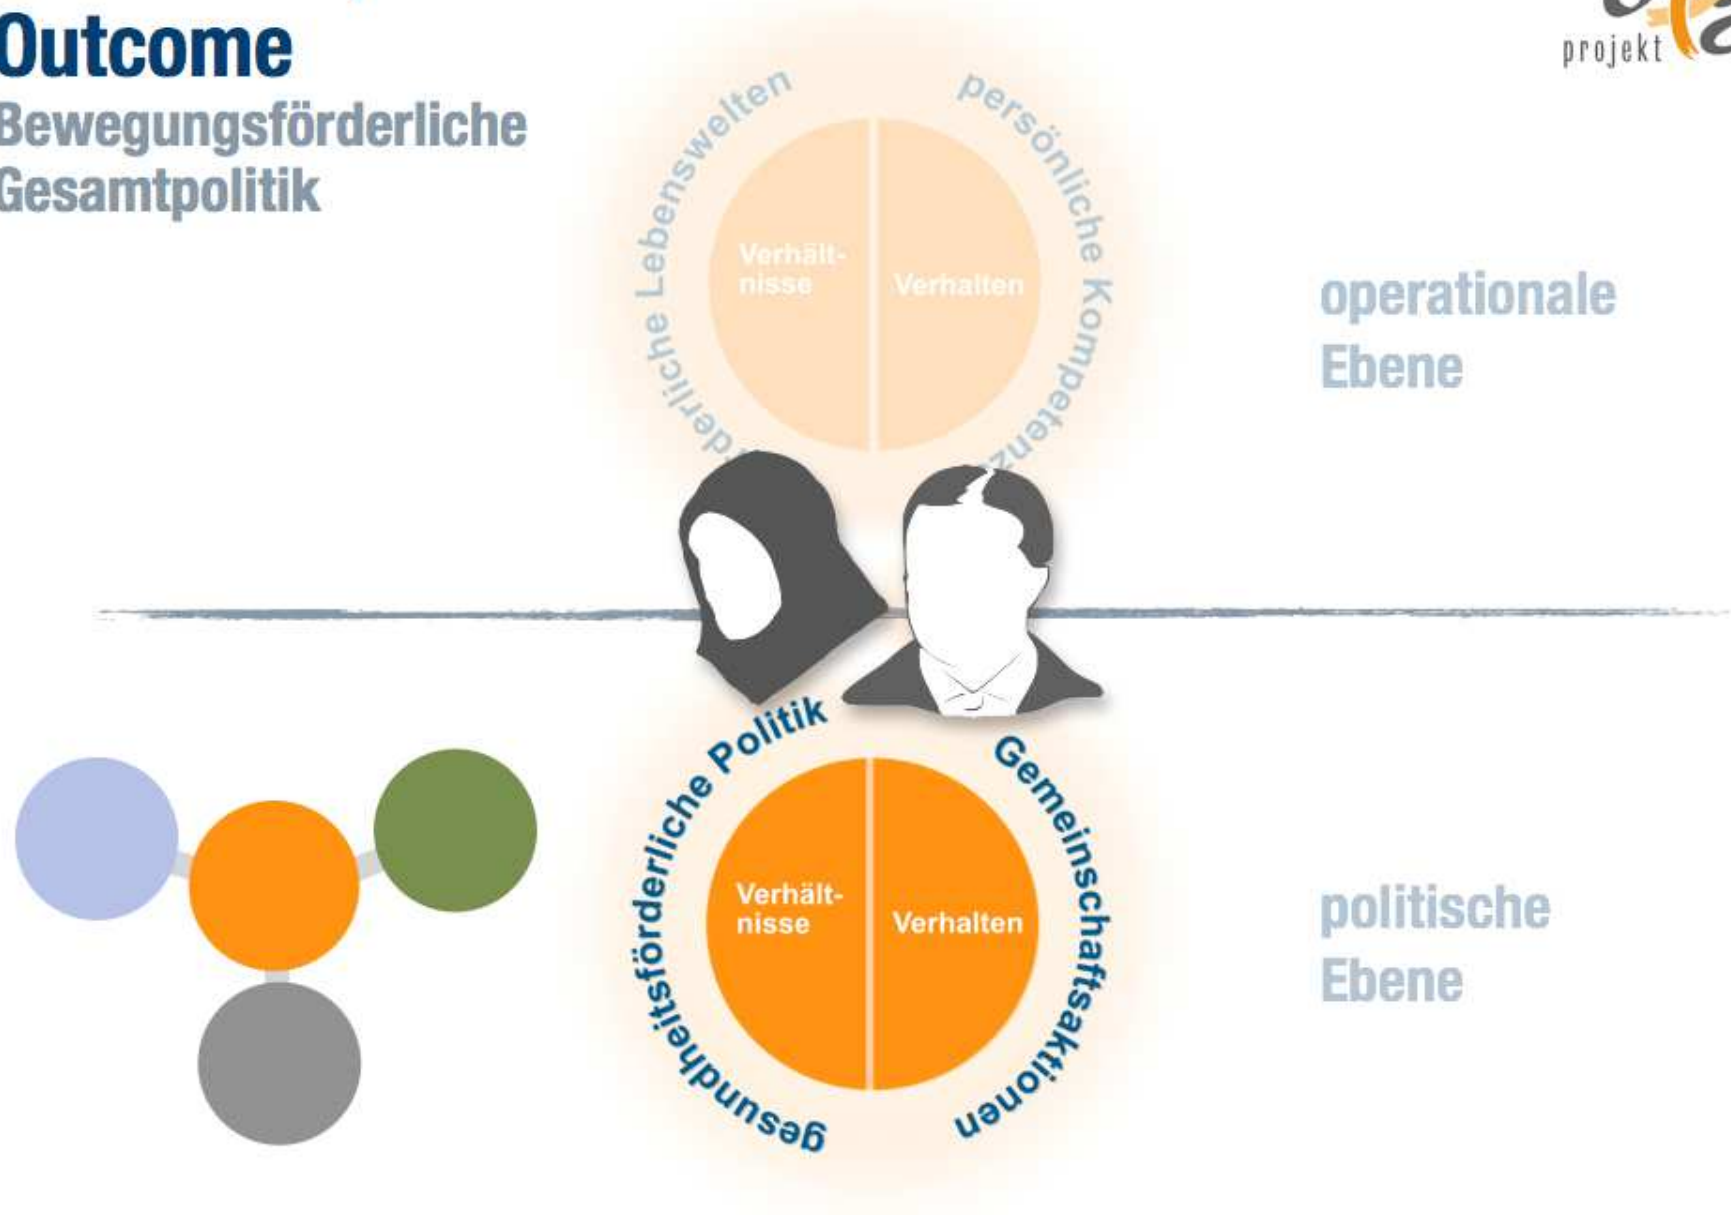 Outcome
Bewegungsförderliche
Gesamtpolitik
projekt
Lebenswelten
persönliche Kompetenz
Verhält-
nisse
Verhalten
operationale
Ebene
gesundheitsförderliche Politik
Gemeinschaftsaktionen
Verhält-
nisse
Verhalten
politische
Ebene